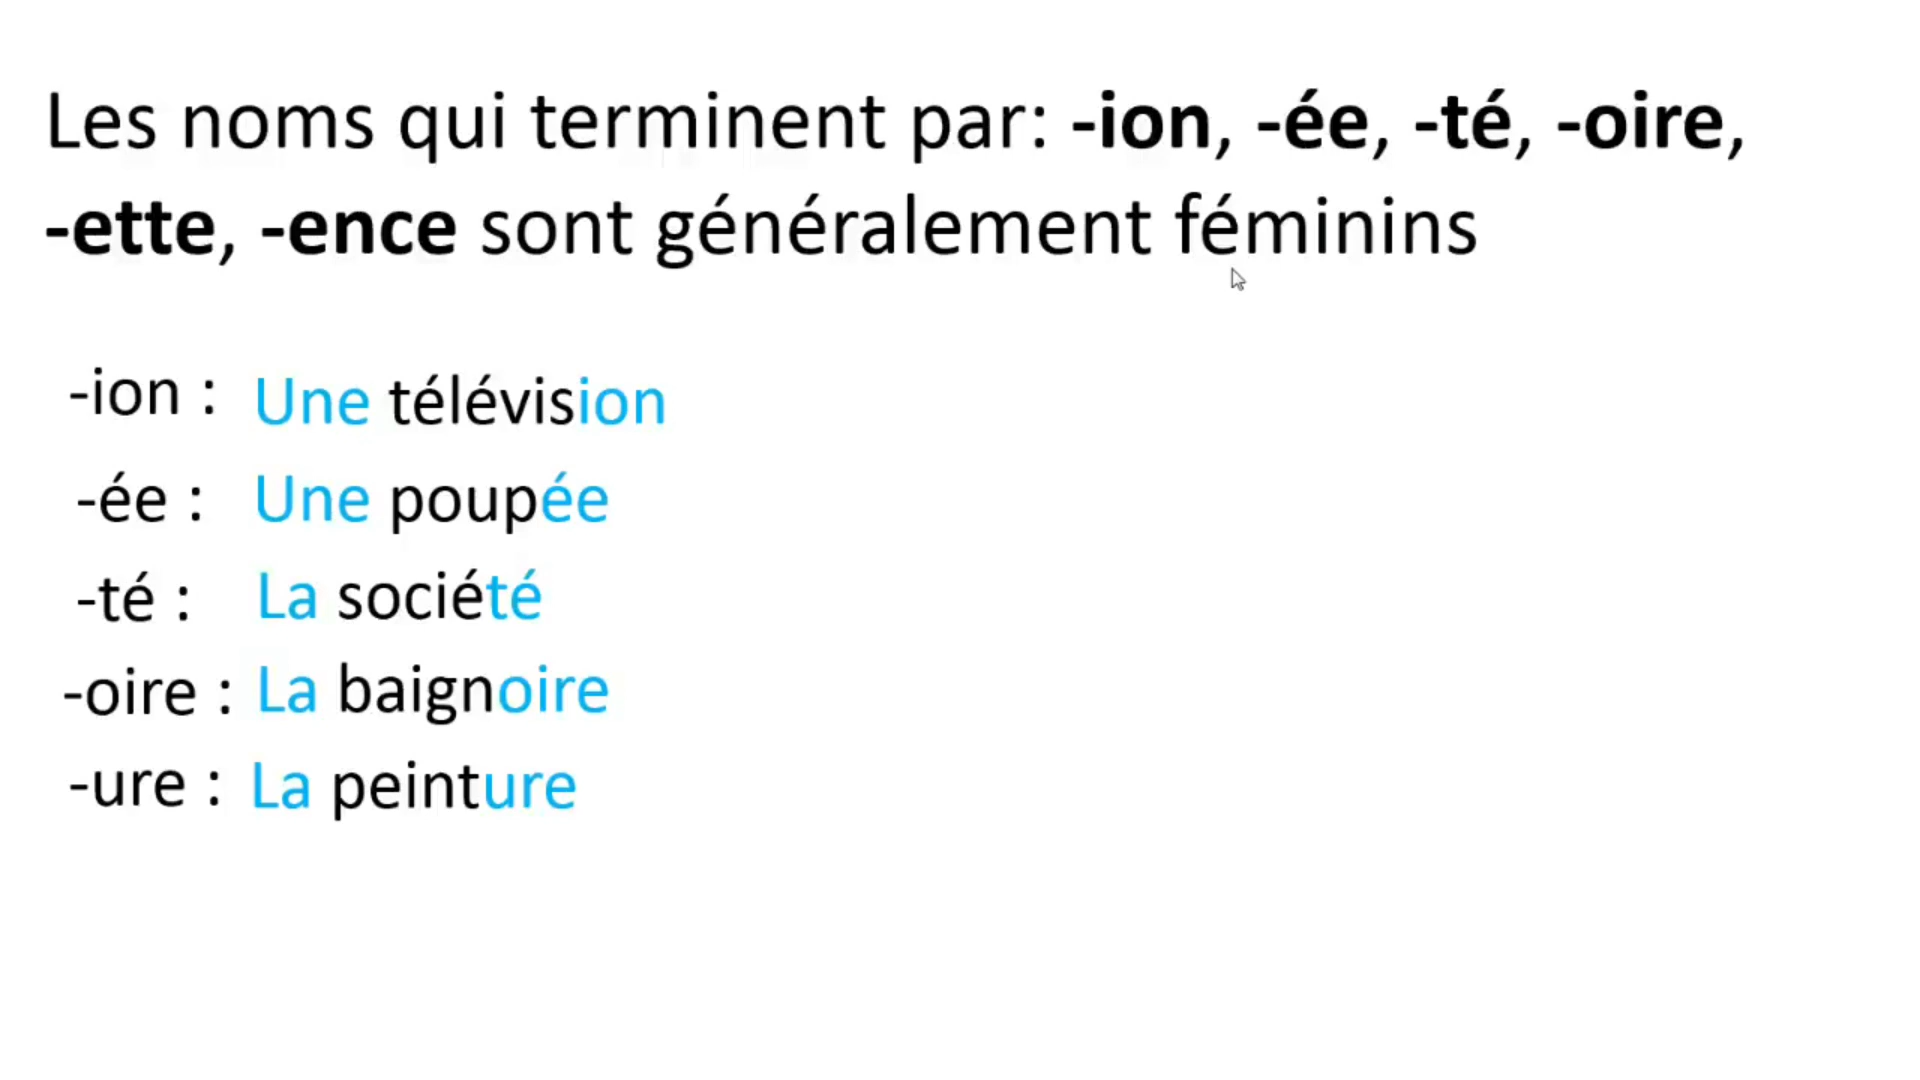 Les noms qui terminent par: -ion, -ée, -té, -oire,
-ette, -ence sont généralement féminins
-ion : Une télévision
-ée : Une poupée
-té : La société
-oire : La baignoire
-ure : La peinture